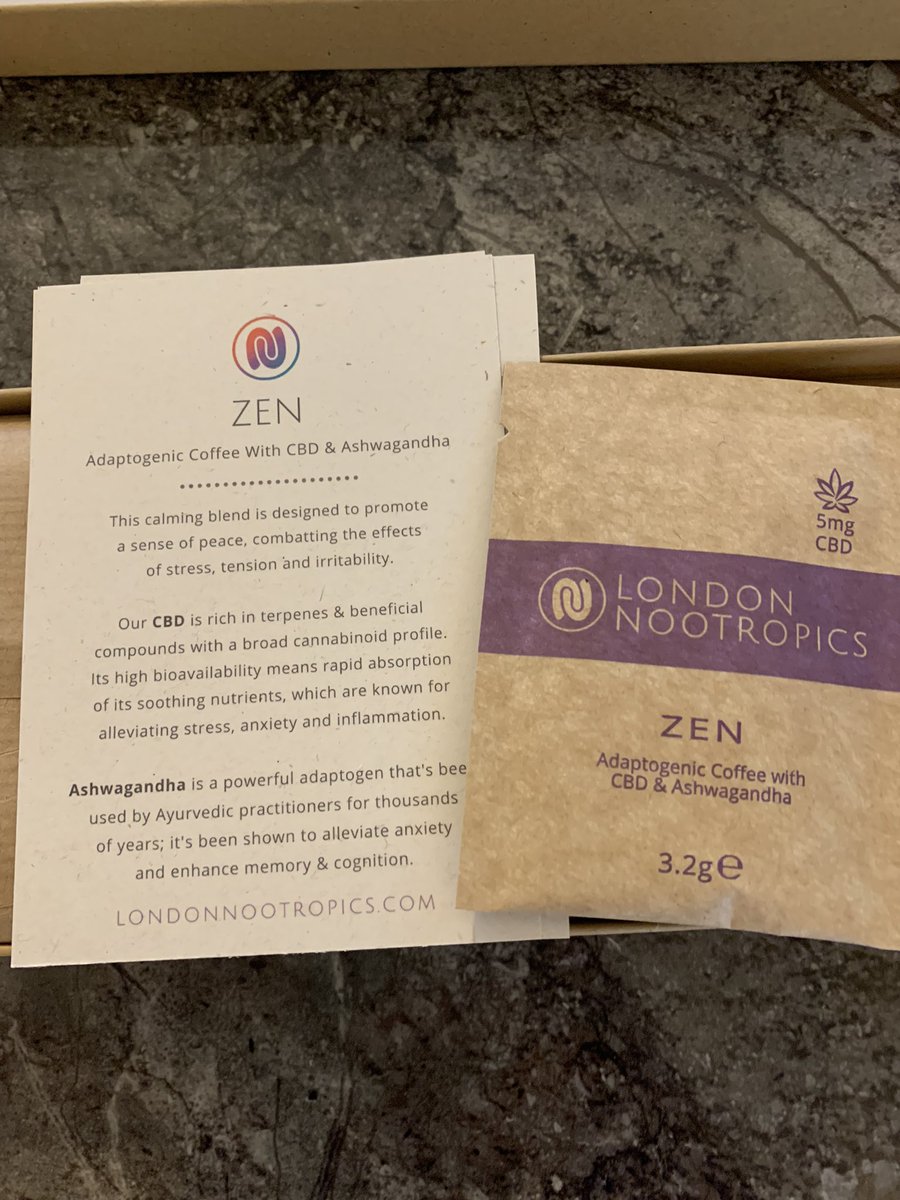 ZEN
Adaptogenic Coffee With CBD & Ashwagandha
This calming blend is designed to promote
a sense of peace, combatting the effects
of stress, tension and irritability.
Our CBD is rich in terpenes & beneficial
compounds with a broad cannabinoid profile.
Its high bioavailability means rapid absorption
of its soothing nutrients, which are known for
alleviating stress, anxiety and inflammation.
Ashwagandha is a powerful adaptogen that's bee
used by Ayurvedic practitioners for thousands
of years; it's been shown to alleviate anxiety
and enhance memory & cognition.
LONDONNOOTROPICS.COM
5mg
CBD
LONDON
NOOTROPICS
ZEN
Adaptogenic Coffee with
CBD & Ashwagandha
3.2g℮